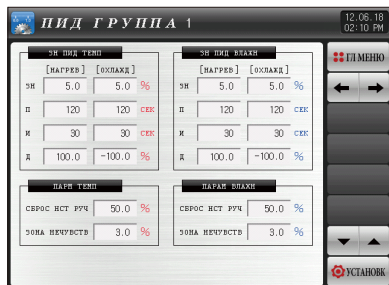 ПИД ГРУППА 1
12.06.18
02:10 PM
ЗН ПИД ТЕМП
[НАГРЕВ] [ОХЛАЖД]
ЗН 5.0 5.0 %
П 120 120 СЕК
И 30 30 СЕК
Д 100.0 -100.0 %
ЗН ПИД ВЛАЖН
[НАГРЕВ] [ОХЛАЖД]
ЗН 5.0 5.0 %
П 120 120 СЕК
И 30 30 СЕК
Д 100.0 -100.0 %
ПАРМ ТЕМП
СБРОС НСТ РУЧ 50.0 %
ЗОНА НЕЧУВСТВ 3.0 %
ПАРАМ ВЛАЖН
СБРОС НСТ РУЧ 50.0 %
ЗОНА НЕЧУВСТВ 3.0 %
ГЛ МЕНЮ
УСТАНОВК